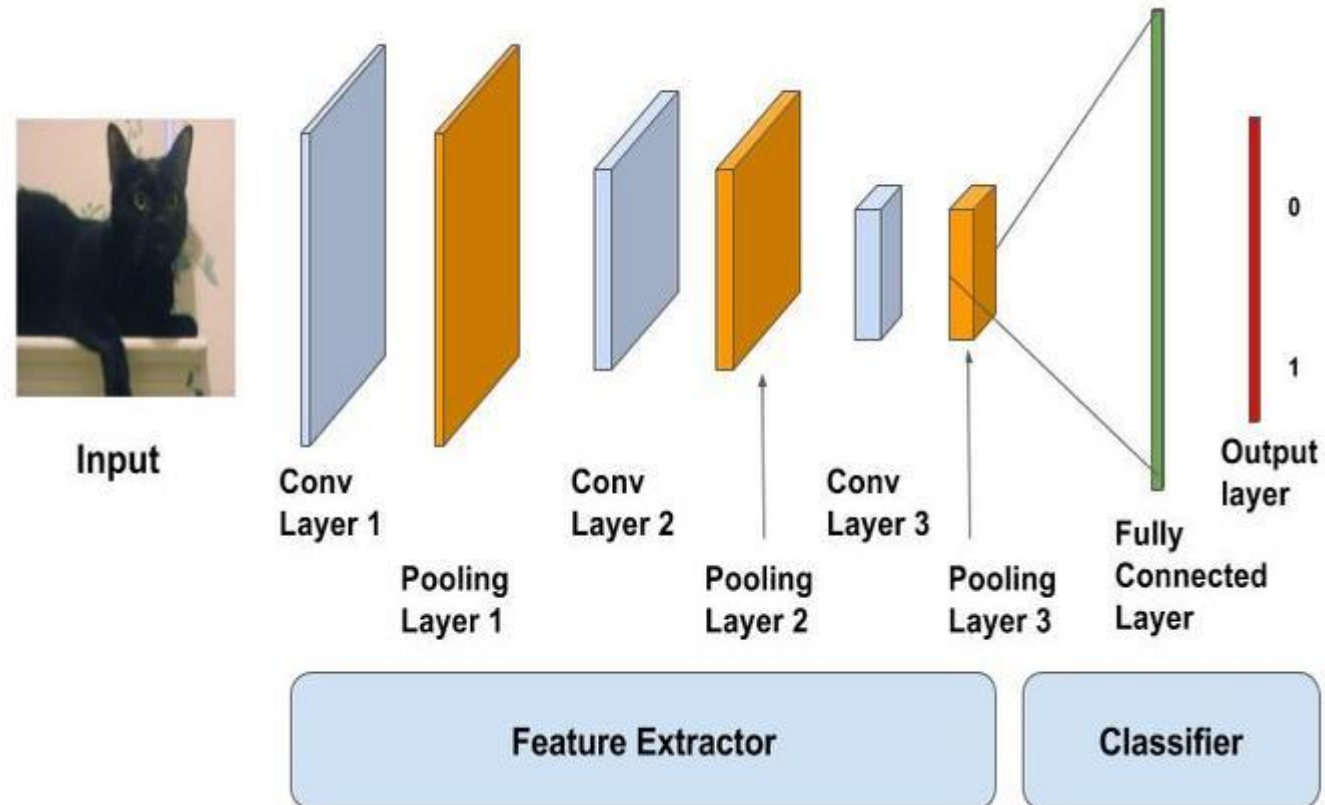 Input
Conv
Layer 1
Pooling
Layer 1
Conv
Layer 2
Pooling
Layer 2
Conv
Layer 3
Pooling
Layer 3
Fully
Connected
Layer
0
1
Output
layer
Feature Extractor
Classifier